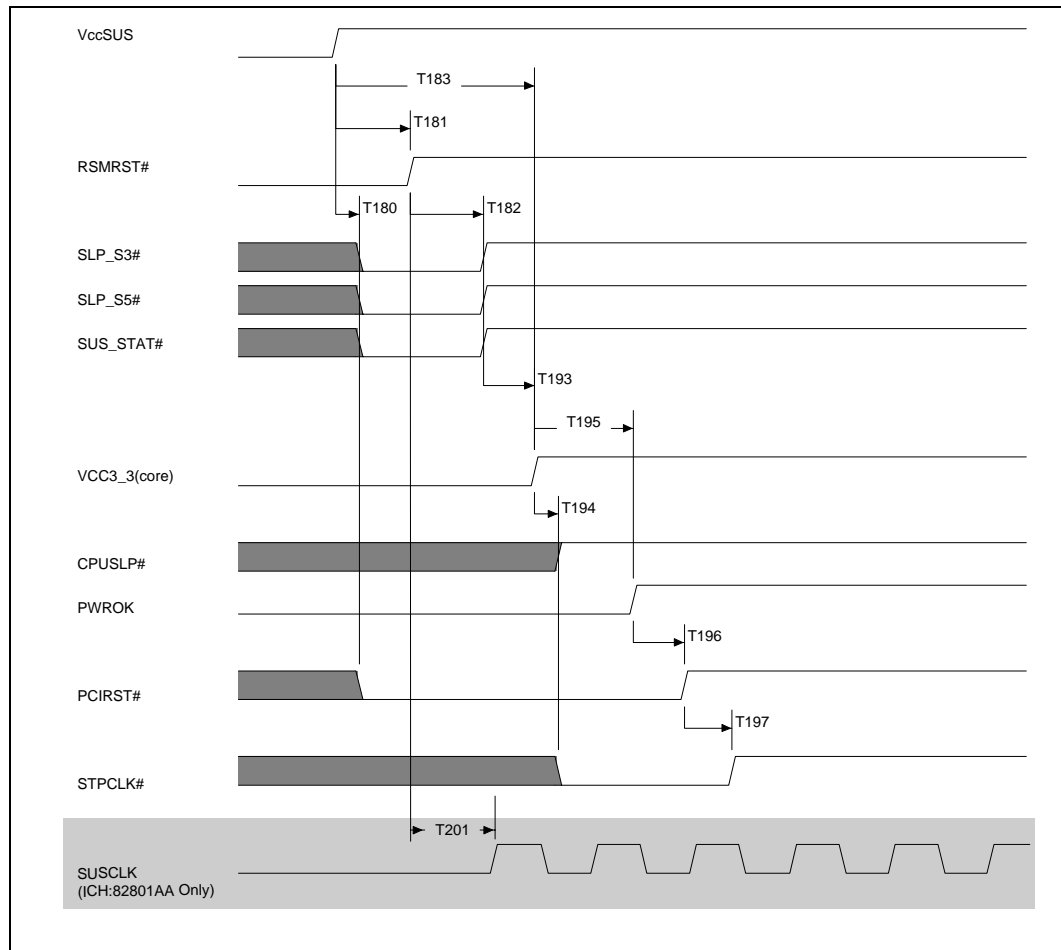 VccSUS
T183
T181
RSMRST#
T180
T182
SLP_S3#
SLP_S5#
SUS_STAT#
T193
T195
VCC3_3(core)
T194
CPUSLP#
PWROK
T196
PCIRST#
T197
STPCLK#
T201
SUSCLK
(ICH:82801AA Only)